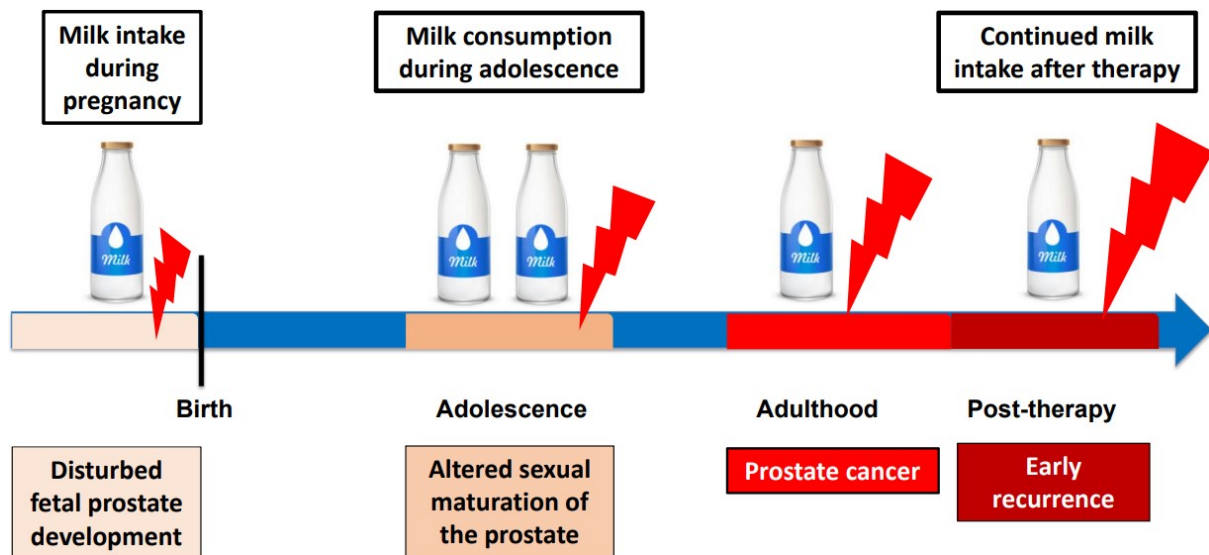 Milk intake
during
pregnancy
Milk consumption
during adolescence
Continued milk
intake after therapy
Milk
Milk
Milk
Milk
Milk
Birth
Adolescence
Adulthood
Post-therapy
Disturbed
fetal prostate
development
Altered sexual
maturation of
the prostate
Prostate cancer
Early
recurrence